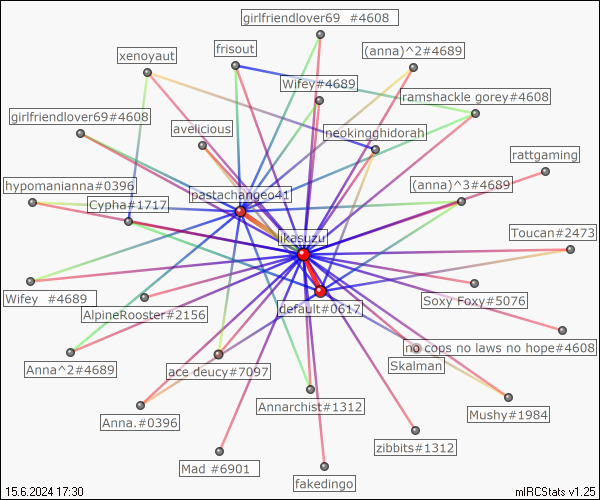 girlfriendlover69  #4608
xenoyaut
frisout
(anna)^2#4689
Wifey#4689
ramshackle gorey#4608
girlfriendlover69#4608
avelicious
neokingghidorah
rattgaming
hypomanianna#0396
pastachangeo41
(anna)^3#4689
Cypha#1717
ikasuzu
Toucan#2473
Wifey  #4689
AlpineRooster#2156
default#0617
Soxy Foxy#5076
no cops no laws no hope#4608
Anna^2#4689
ace deucy#7097
Skalman
Annarchist#1312
Mushy#1984
Anna.#0396
zibbits#1312
Mad #6901
fakedingo
15.6.2024 17:30
mIRCStats v1.25